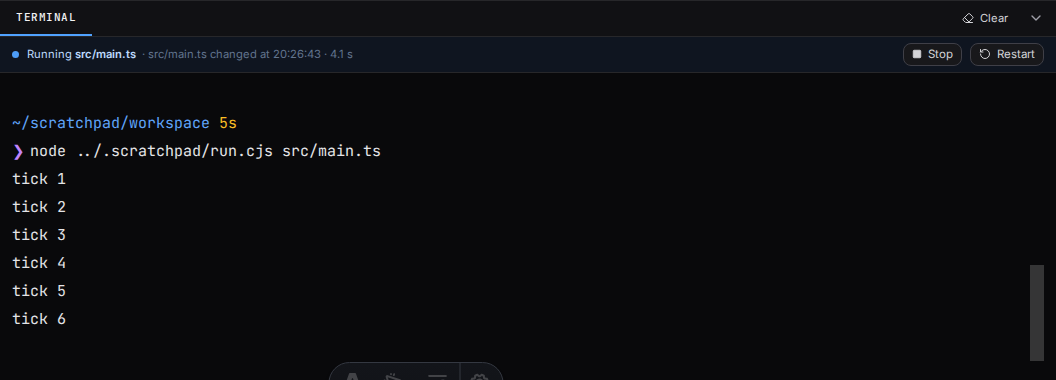 TERMINAL
Clear
Running src/main.ts · src/main.ts changed at 20:26:43 · 4.1 s
Stop
Restart
~/scratchpad/workspace 5s
❯ node ../.scratchpad/run.cjs src/main.ts
tick 1
tick 2
tick 3
tick 4
tick 5
tick 6